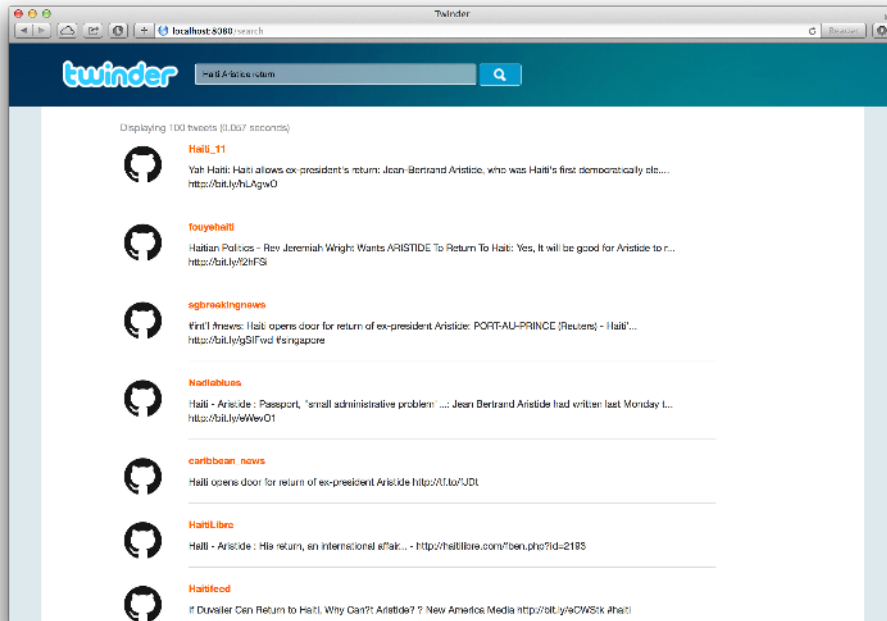 Twinder
localhost:8080/search
Reader
twinder
Haiti Aristide return
Displaying 100 tweets (0.057 seconds)
Haiti_11
Yah Haiti: Haiti allows ex-president's return: Jean-Bertrand Aristide, who was Haiti's first democratically ele....
http://bit.ly/hLAgwO
fouyehaiti
Haitian Politics - Rev Jeremiah Wright Wants ARISTIDE To Return To Haiti: Yes, It will be good for Aristide to r...
http://bit.ly/f2hFSi
sgbreakingnews
#int'l #news: Haiti opens door for return of ex-president Aristide: PORT-AU-PRINCE (Reuters) - Haiti'...
http://bit.ly/gSIFwd #singapore
Nadiablues
Haiti - Aristide : Passport, "small administrative problem" ...: Jean Bertrand Aristide had written last Monday t...
http://bit.ly/eWevO1
caribbean_news
Haiti opens door for return of ex-president Aristide http://tf.to/fJDt
HaitiLibre
Haiti - Aristide : His return, an international affair... - http://haitilibre.com/fben.php?id=2193
Haitifeed
If Duvalier Can Return to Haiti, Why Can?t Aristide? ? New America Media http://bit.ly/eCWStk #haiti